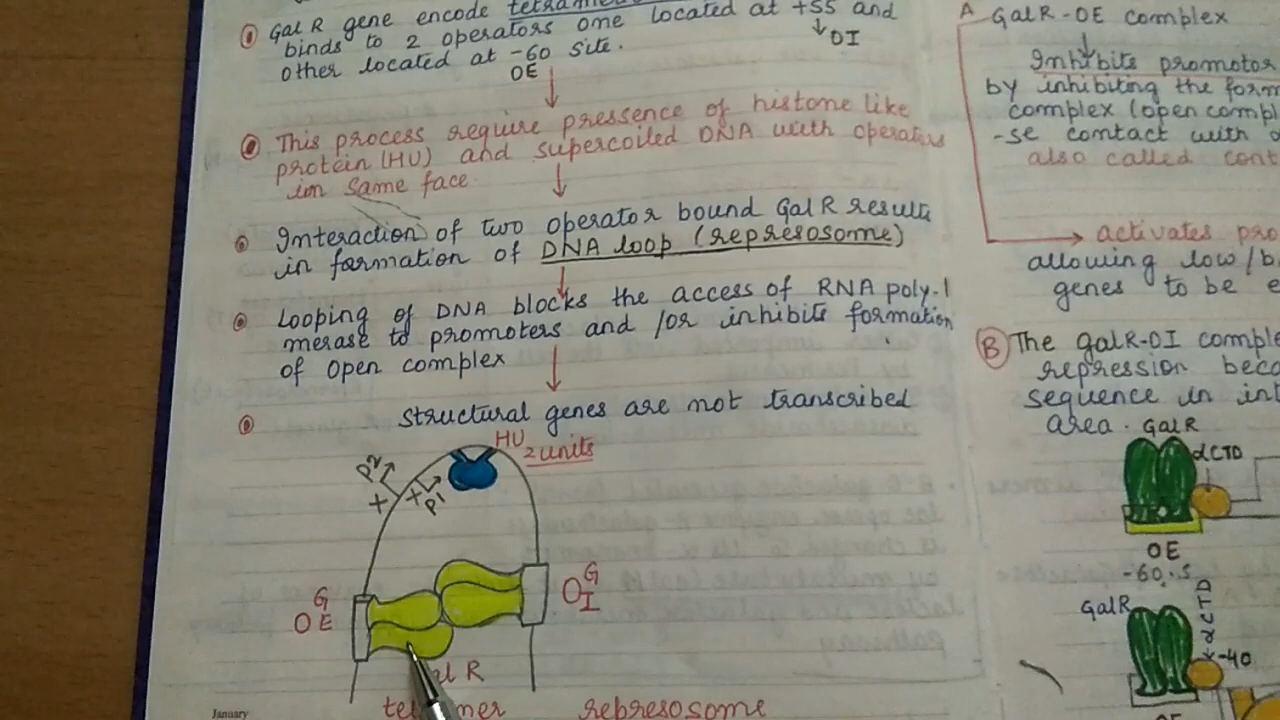 GalR gene encode
binds to 2 operators one located at +55 and
other located at -60 site.
OI
OE
This process require pressence of histome like
protein (HU) and supercoiled DNA with operators
in same face.
Interaction of two operator bound GalR results
in formation of DNA loop (represosome)
Looping of DNA blocks the access of RNA poly-
merase to promoters and /or inhibits formation
of open complex
structural genes are not transcribed
HU
2 units
P2
P1
X
X
O G E
O G I
al R
represosome
January
A GalR-OE complex
Inhibits promotor
by inhibiting the form
complex (open compl
-se contact with
also called cont
activates pro
allowing low/b
genes to be e
B The galR-OI comple
repression beca
sequence in int
area.
GalR
αCTD
OE
-60.5
GalR
αCTD
-40